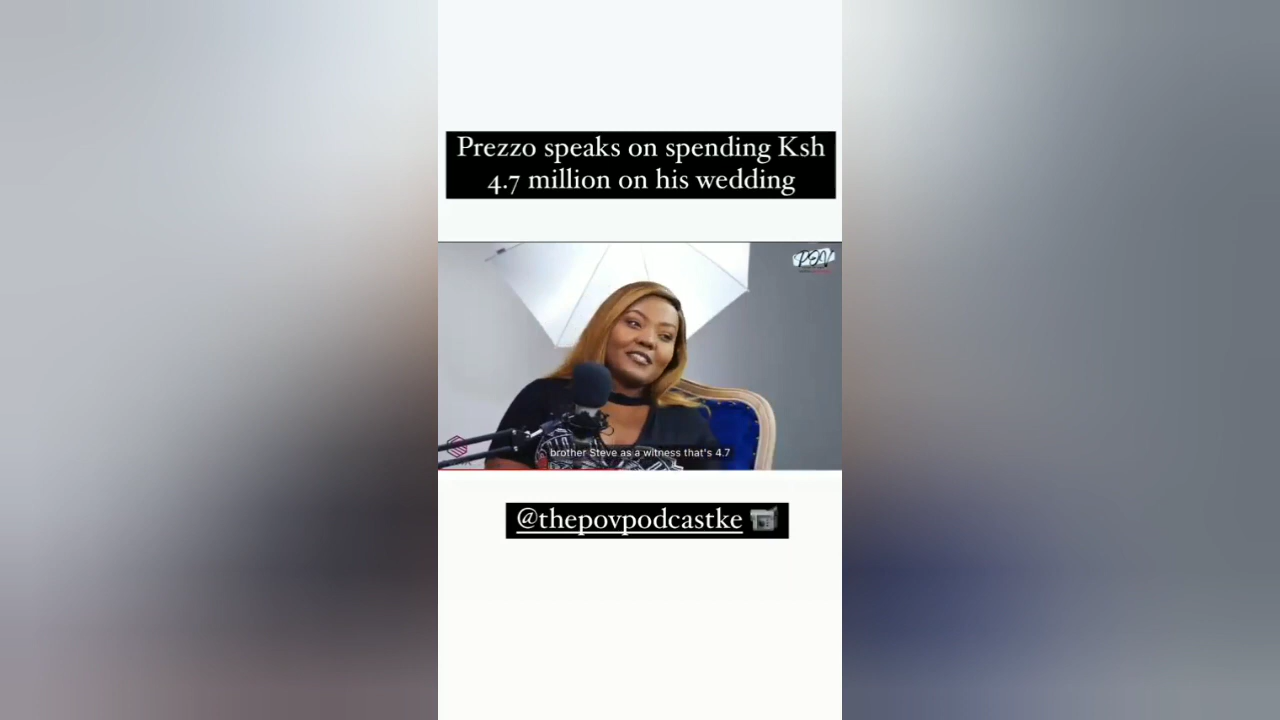 Prezzo speaks on spending Ksh
4.7 million on his wedding
POV
brother Steve as a witness that's 4.7
@thepovpodcastke